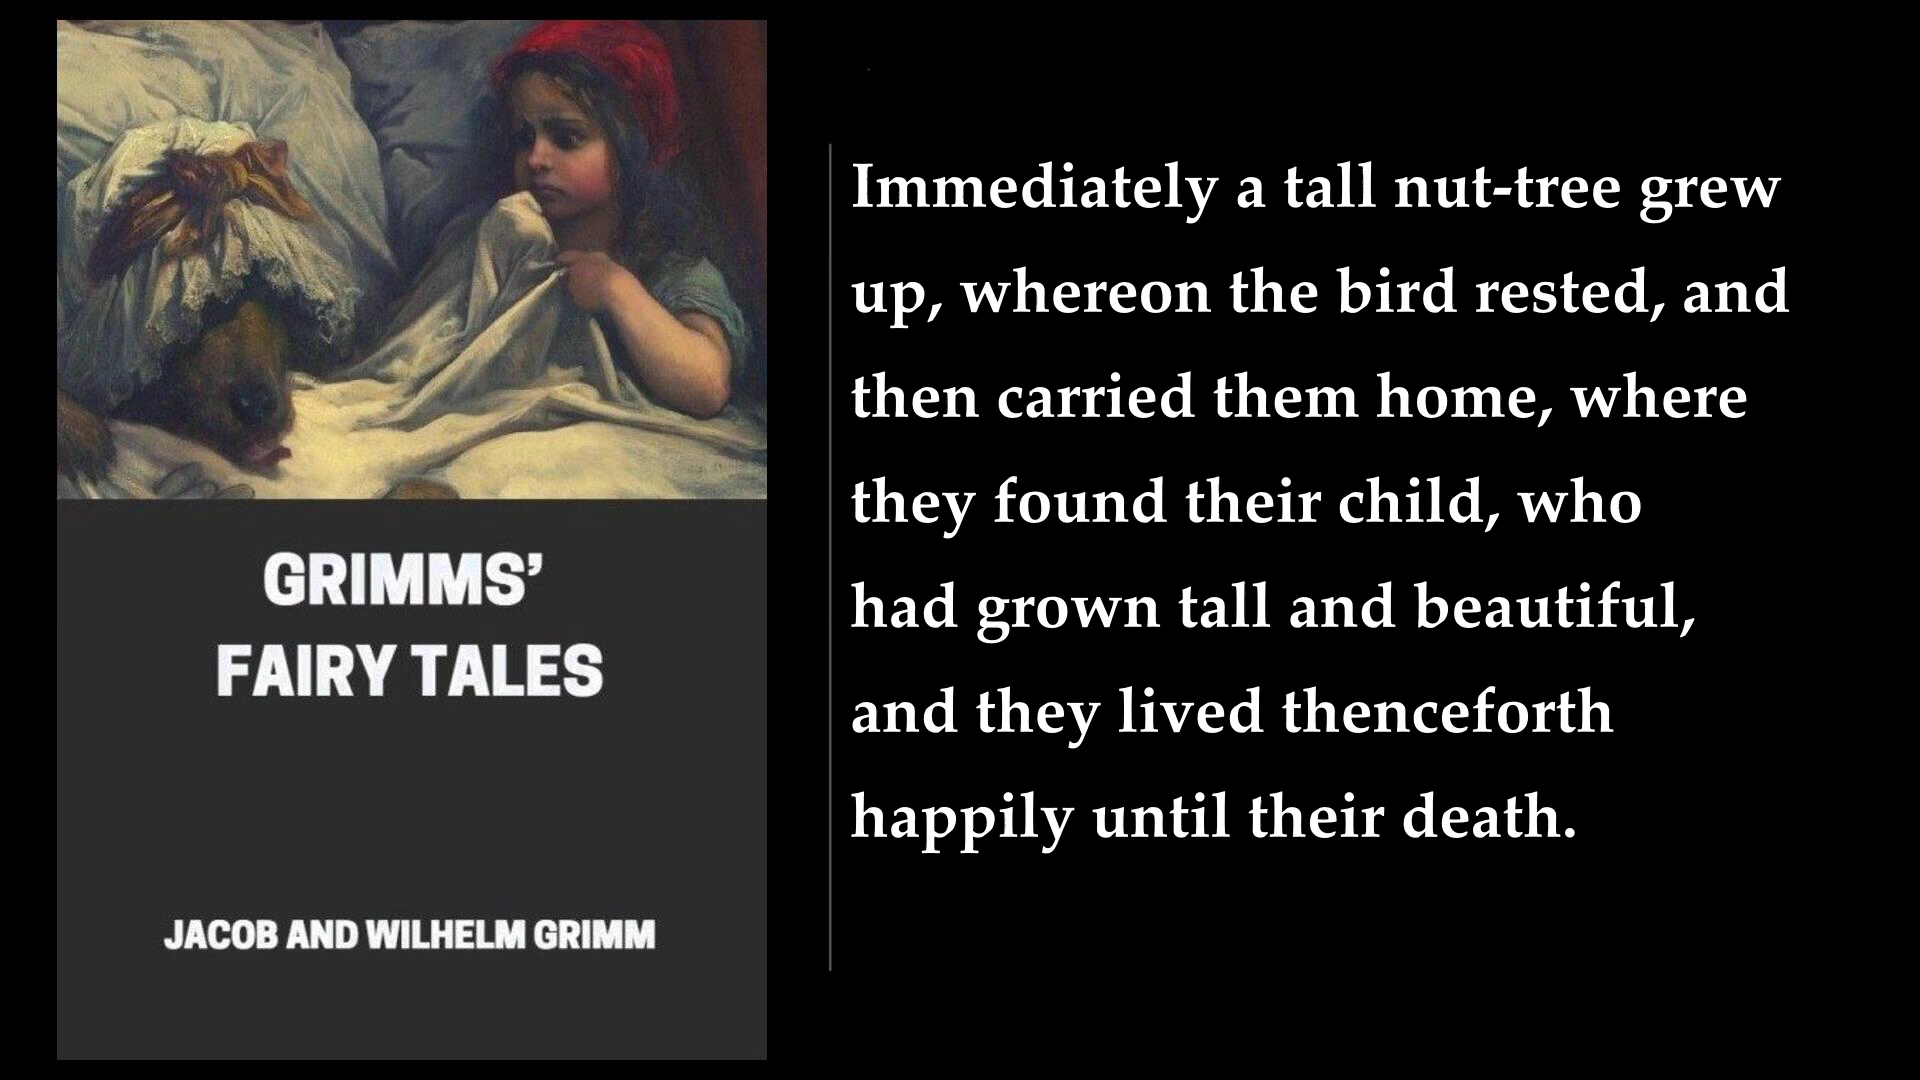 GRIMMS’
FAIRY TALES
JACOB AND WILHELM GRIMM
Immediately a tall nut-tree grew
up, whereon the bird rested, and
then carried them home, where
they found their child, who
had grown tall and beautiful,
and they lived thenceforth
happily until their death.